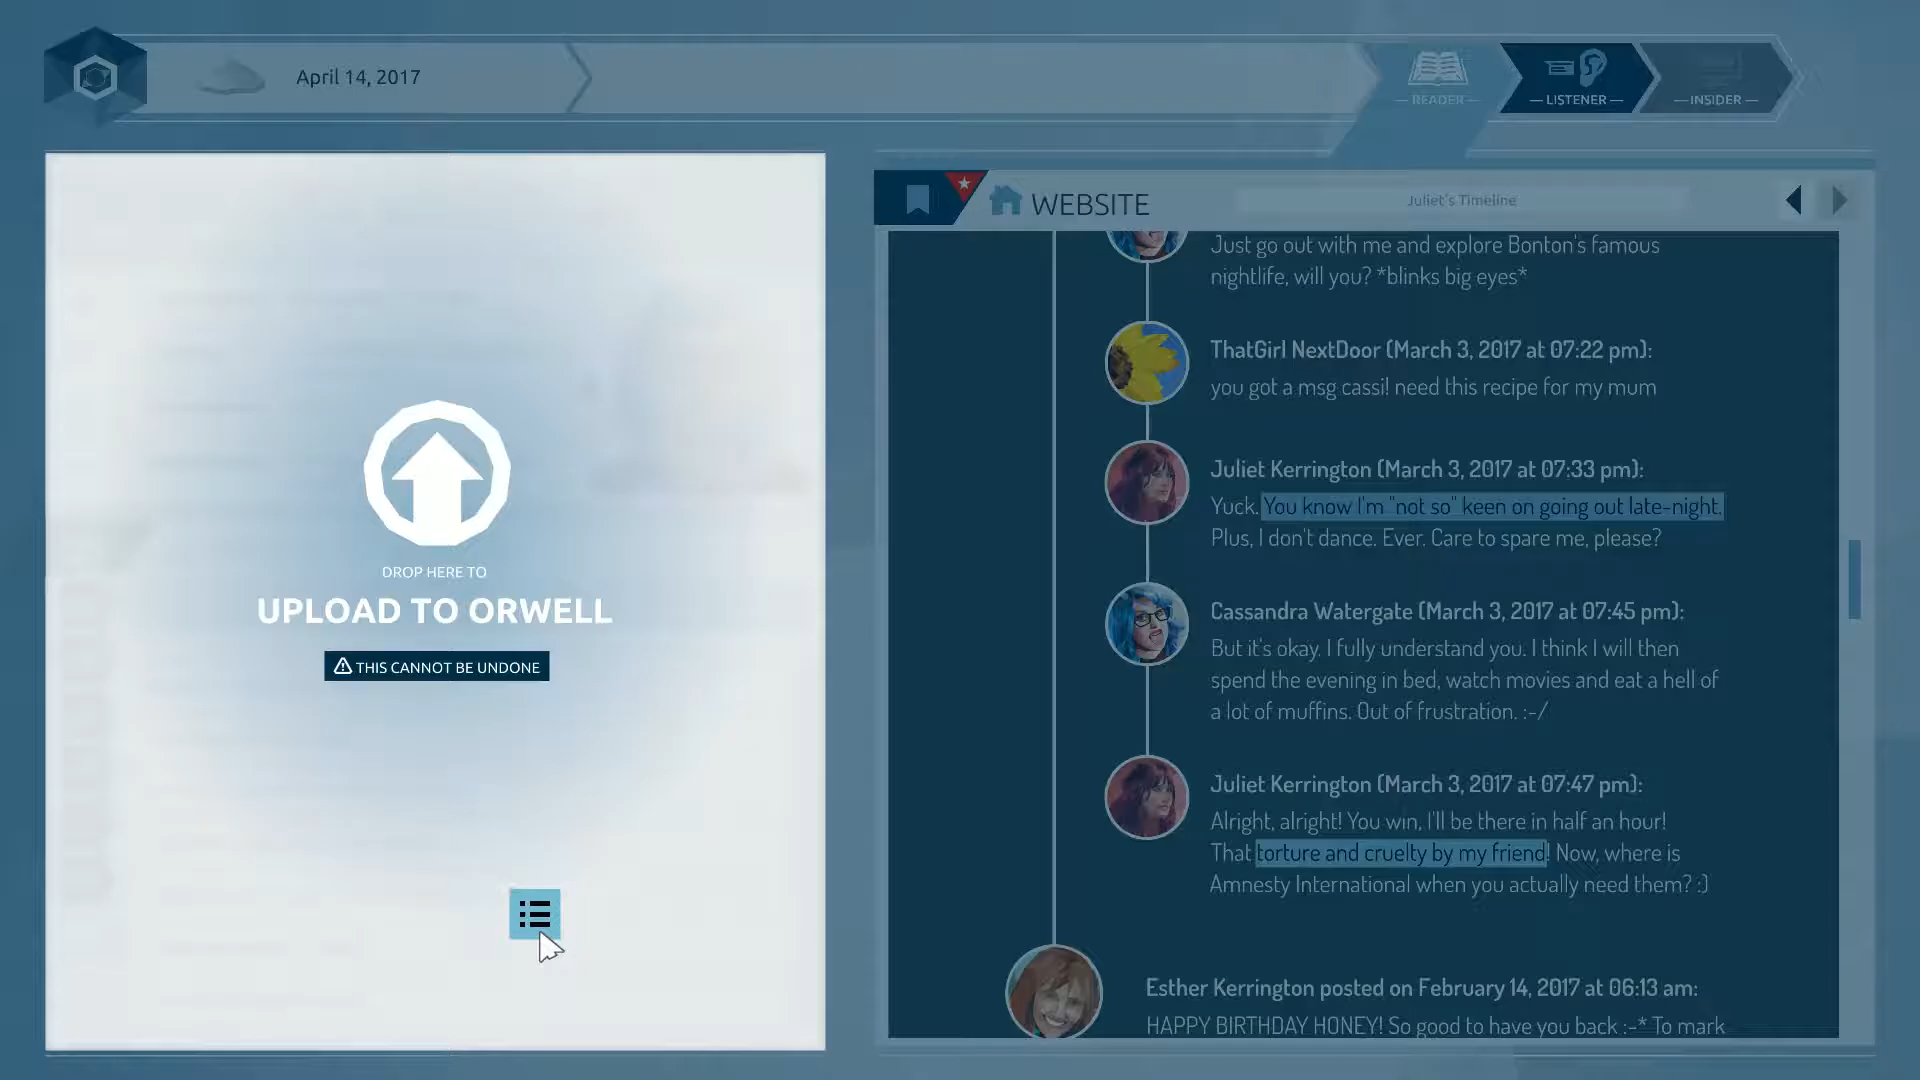 April 14, 2017
— READER —
— LISTENER —
— INSIDER —
WEBSITE
Juliet's Timeline
Just go out with me and explore Bonton's famous
nightlife, will you? *blinks big eyes*
ThatGirl NextDoor (March 3, 2017 at 07:22 pm):
you got a msg cassi! need this recipe for my mum
Juliet Kerrington (March 3, 2017 at 07:33 pm):
Yuck. You know I'm "not so" keen on going out late-night.
Plus, I don't dance. Ever. Care to spare me, please?
Cassandra Watergate (March 3, 2017 at 07:45 pm):
But it's okay. I fully understand you. I think I will then
spend the evening in bed, watch movies and eat a hell of
a lot of muffins. Out of frustration. :-/
Juliet Kerrington (March 3, 2017 at 07:47 pm):
Alright, alright! You win, I'll be there in half an hour!
That torture and cruelty by my friend! Now, where is
Amnesty International when you actually need them? :)
Esther Kerrington posted on February 14, 2017 at 06:13 am:
HAPPY BIRTHDAY HONEY! So good to have you back :-* To mark
DROP HERE TO
UPLOAD TO ORWELL
THIS CANNOT BE UNDONE